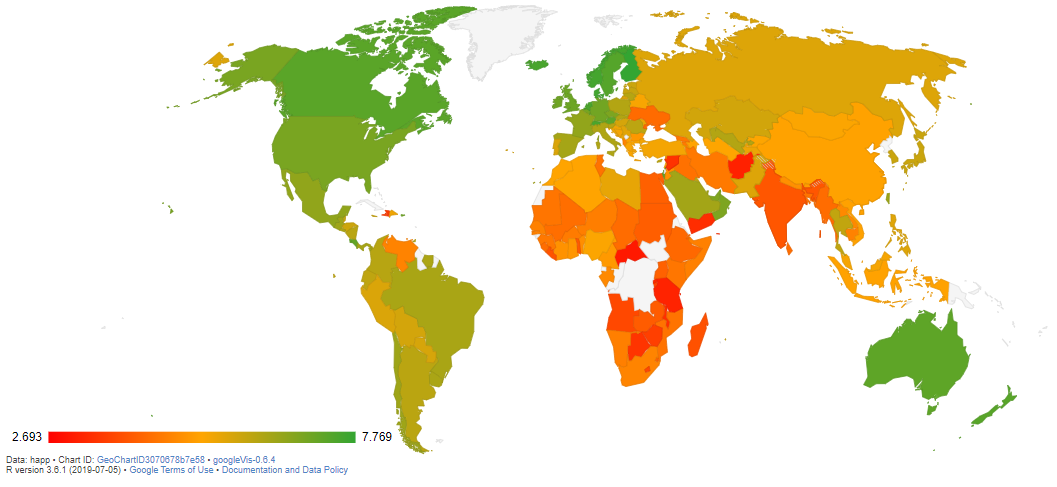 2.693 7.769
Data: happ • Chart ID: GeoChartID3070678b7e58 • googleVis-0.6.4
R version 3.6.1 (2019-07-05) • Google Terms of Use • Documentation and Data Policy